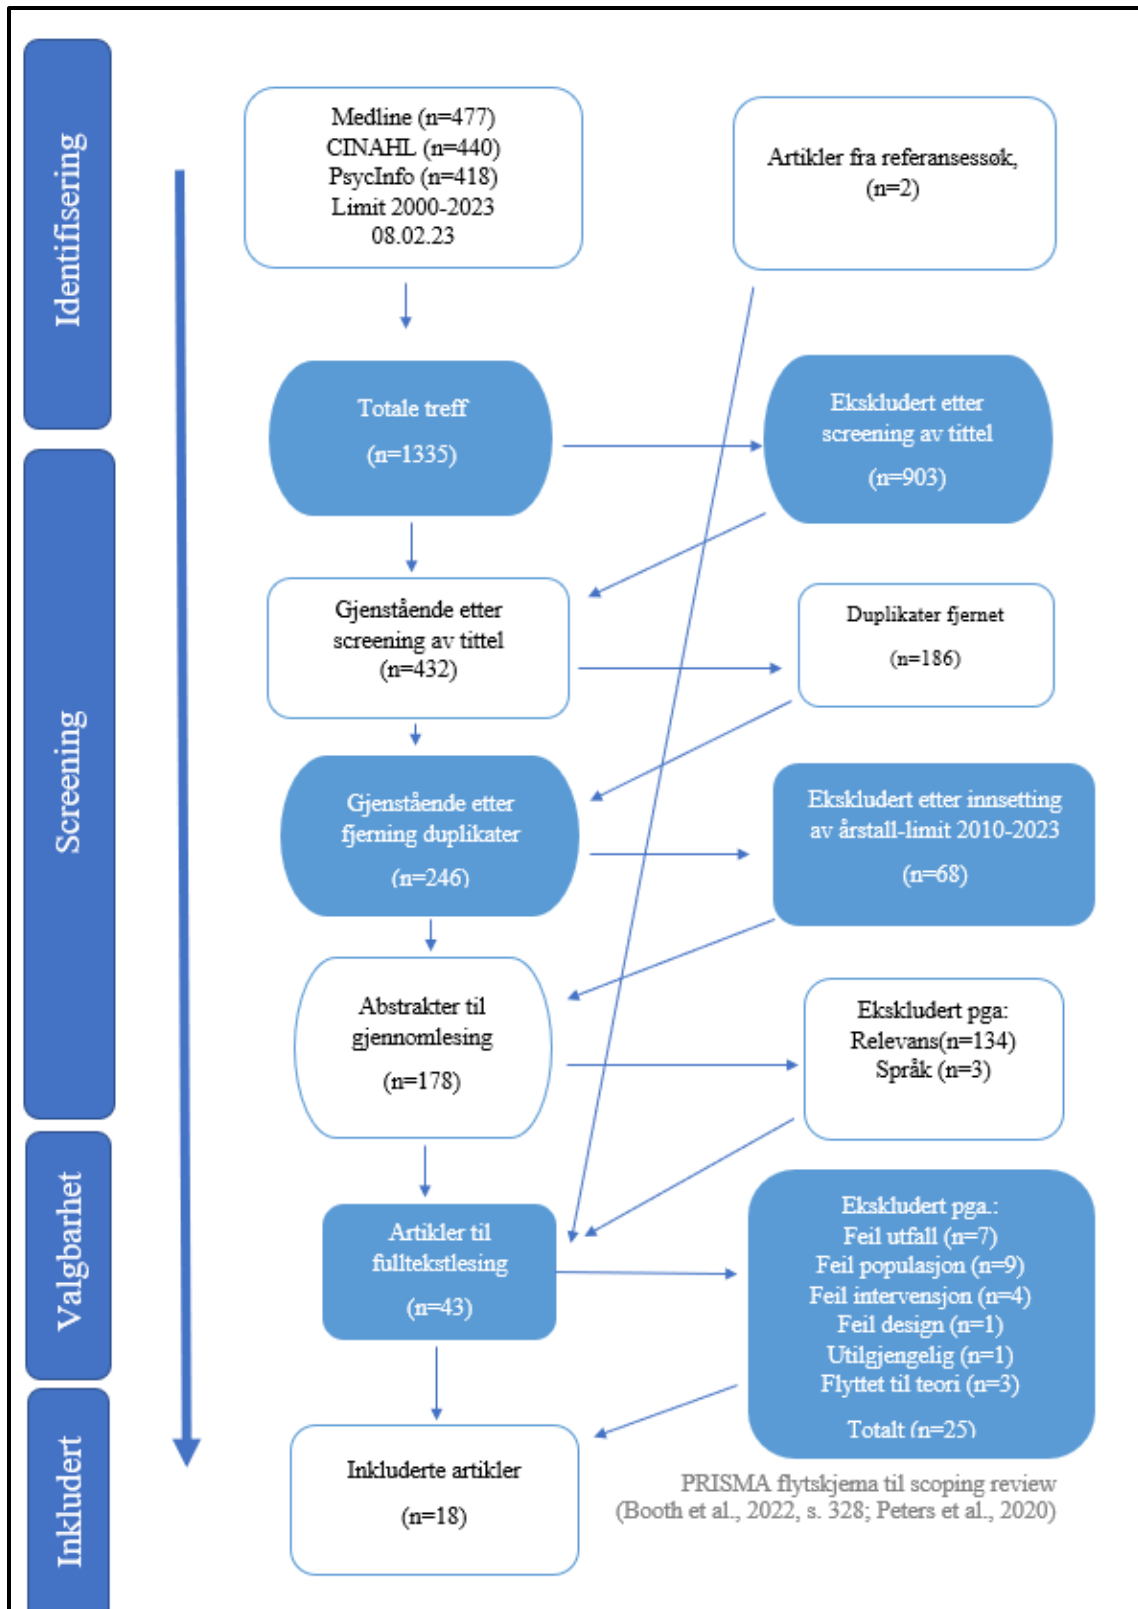 Identifisering
Medline (n=477)
CINAHL (n=440)
PsycInfo (n=418)
Limit 2000-2023
08.02.23
Artikler fra referansessøk,
(n=2)
Totale treff
(n=1335)
Ekskludert etter
screening av tittel
(n=903)
Screening
Gjenstående etter
screening av tittel
(n=432)
Duplikater fjernet
(n=186)
Gjenstående etter
fjerning duplikater
(n=246)
Ekskludert etter innsetting
av årstall-limit 2010-2023
(n=68)
Abstrakter til
gjennomlesing
(n=178)
Ekskludert pga:
Relevans(n=134)
Språk (n=3)
Valgbarhet
Artikler til
fulltekstlesing
(n=43)
Ekskludert pga.:
Feil utfall (n=7)
Feil populasjon (n=9)
Feil intervensjon (n=4)
Feil design (n=1)
Utilgjengelig (n=1)
Flyttet til teori (n=3)
Totalt (n=25)
Inkludert
Inkluderte artikler
(n=18)
PRISMA flytskjema til scoping review
(Booth et al., 2022, s. 328; Peters et al., 2020)